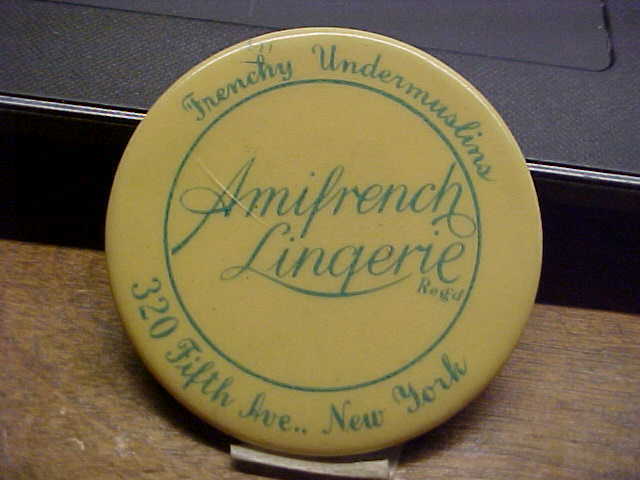 "Frenchy" Undermuslins
Amifrench
Lingerie
Reg'd
320 Fifth Ave., New York